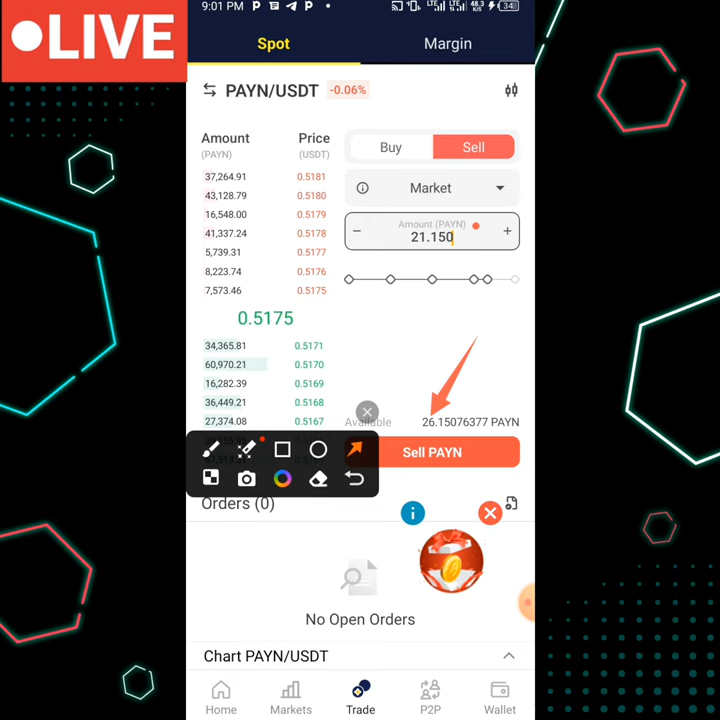 LIVE
9:01 PM
LTE
LTE
48.3
K/s
34
Spot
Margin
PAYN/USDT
-0.06%
Amount
Price
(PAYN)
(USDT)
37,264.91
0.5181
43,128.79
0.5180
16,548.00
0.5179
41,337.24
0.5178
5,739.31
0.5177
8,223.74
0.5176
7,573.46
0.5175
0.5175
34,365.81
0.5171
60,970.21
0.5170
16,282.39
0.5169
36,449.21
0.5168
27,374.08
0.5167
Buy
Sell
Market
Amount (PAYN)
21.150
Available
26.15076377 PAYN
Sell PAYN
Orders (0)
No Open Orders
Chart PAYN/USDT
Home
Markets
Trade
P2P
Wallet